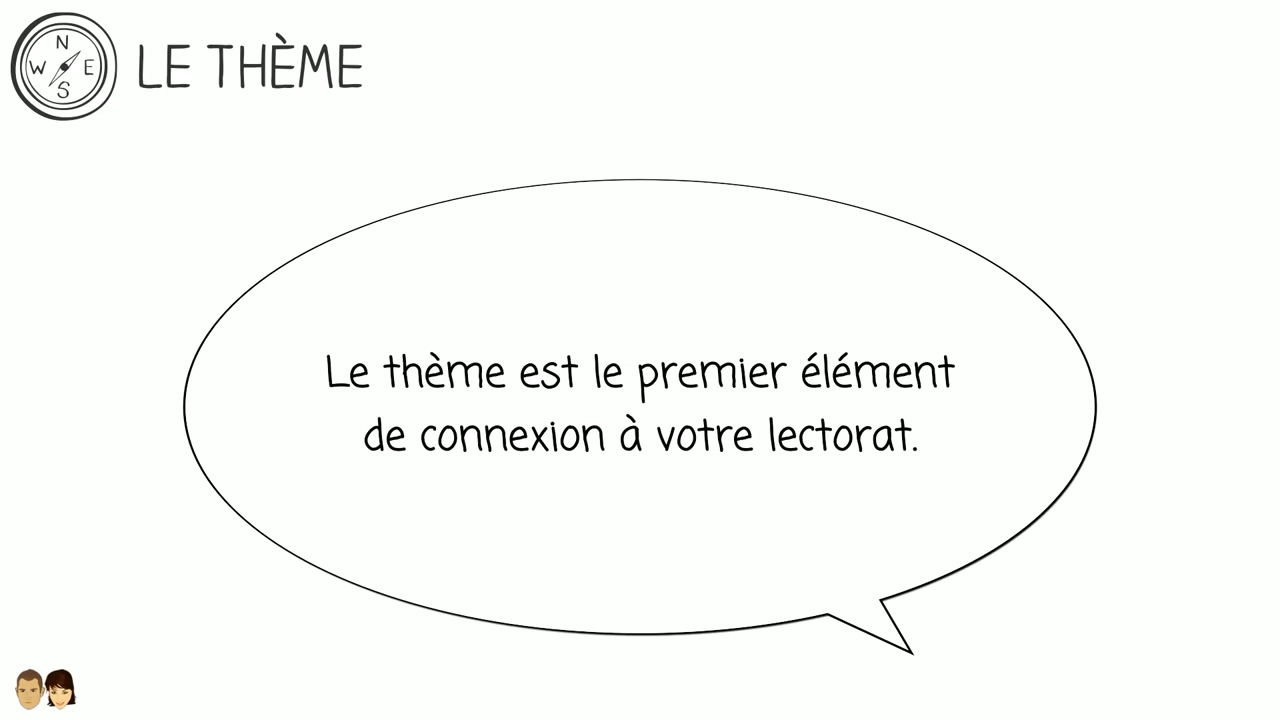 N
W E
S
LE THÈME
Le thème est le premier élément
de connexion à votre lectorat.